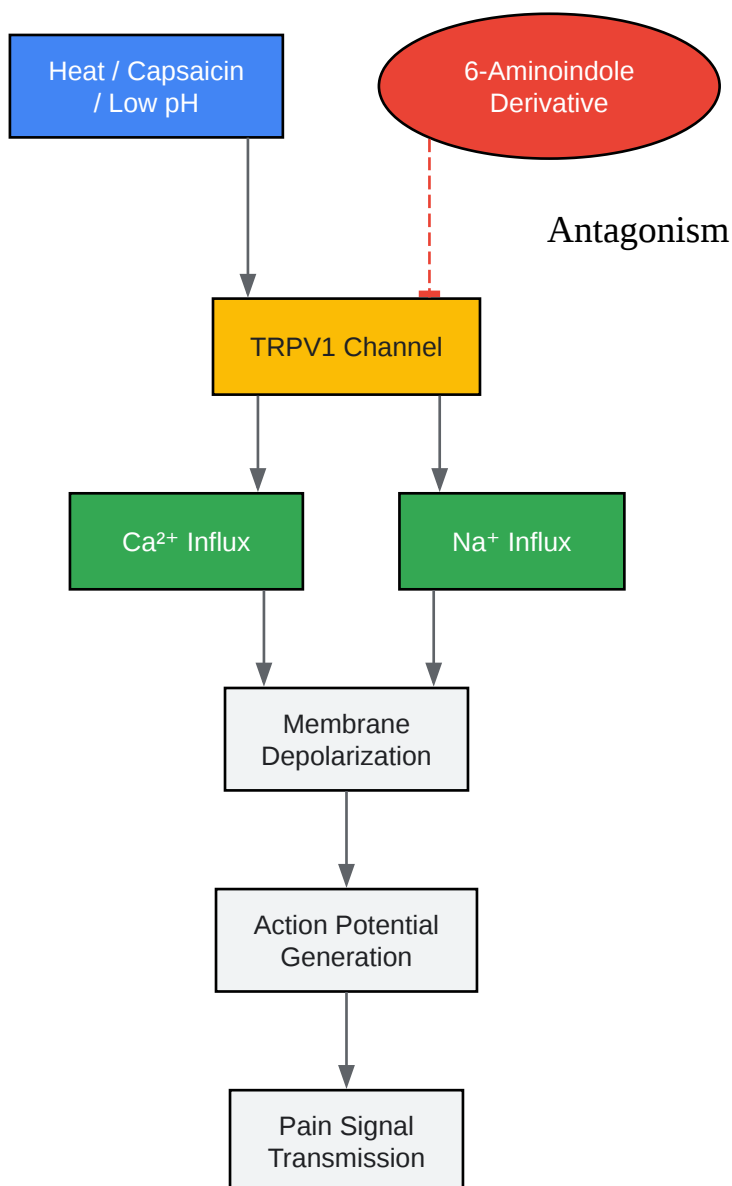 Heat / Capsaicin
/ Low pH
6-Aminoindole
Derivative
Antagonism
TRPV1 Channel
Ca²⁺ Influx
Na⁺ Influx
Membrane
Depolarization
Action Potential
Generation
Pain Signal
Transmission